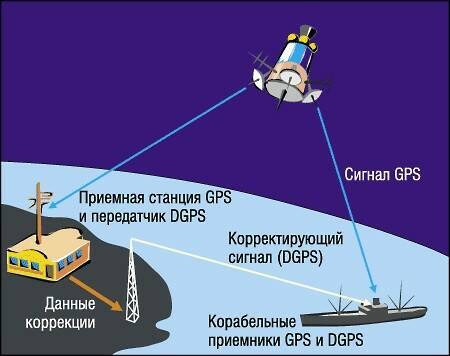 Сигнал GPS
Приемная станция GPS
и передатчик DGPS
Корректирующий
сигнал (DGPS)
Данные
коррекции
Корабельные
приемники GPS и DGPS